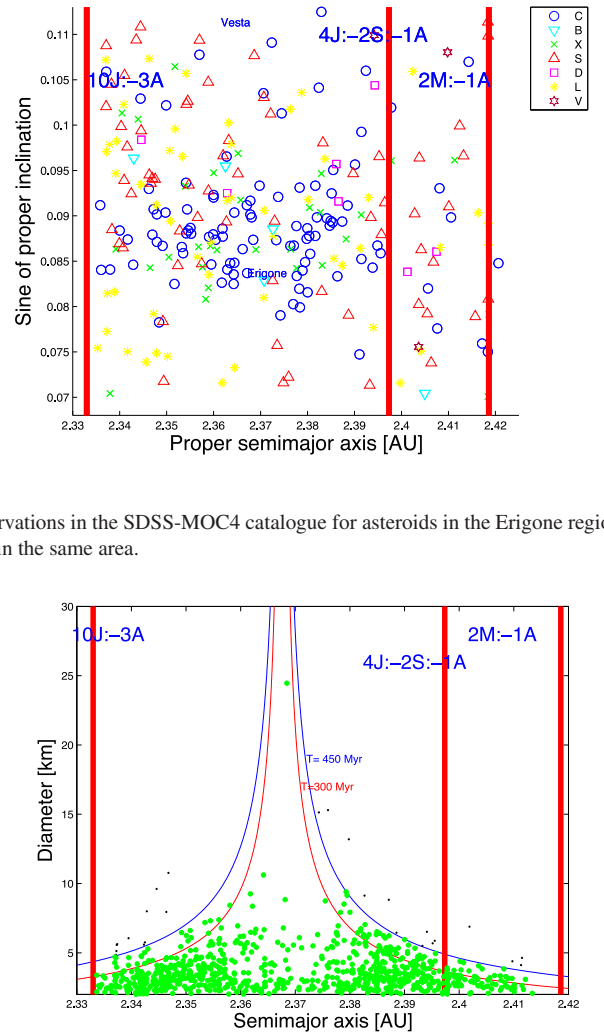 Vesta
4J:-2S:-1A
10J:-3A
2M:-1A
Erigone
C
B
X
S
D
L
V
0.11
0.105
0.1
0.095
0.09
0.085
0.08
0.075
0.07
Sine of proper inclination
2.33 2.34 2.35 2.36 2.37 2.38 2.39 2.4 2.41 2.42
Proper semimajor axis [AU]
rvations in the SDSS-MOC4 catalogue for asteroids in the Erigone regio
in the same area.
30
25
20
15
10
5
Diameter [km]
10J:-3A
2M:-1A
4J:-2S:-1A
T= 450 Myr
T=300 Myr
2.33 2.34 2.35 2.36 2.37 2.38 2.39 2.4 2.41 2.42
Semimajor axis [AU]